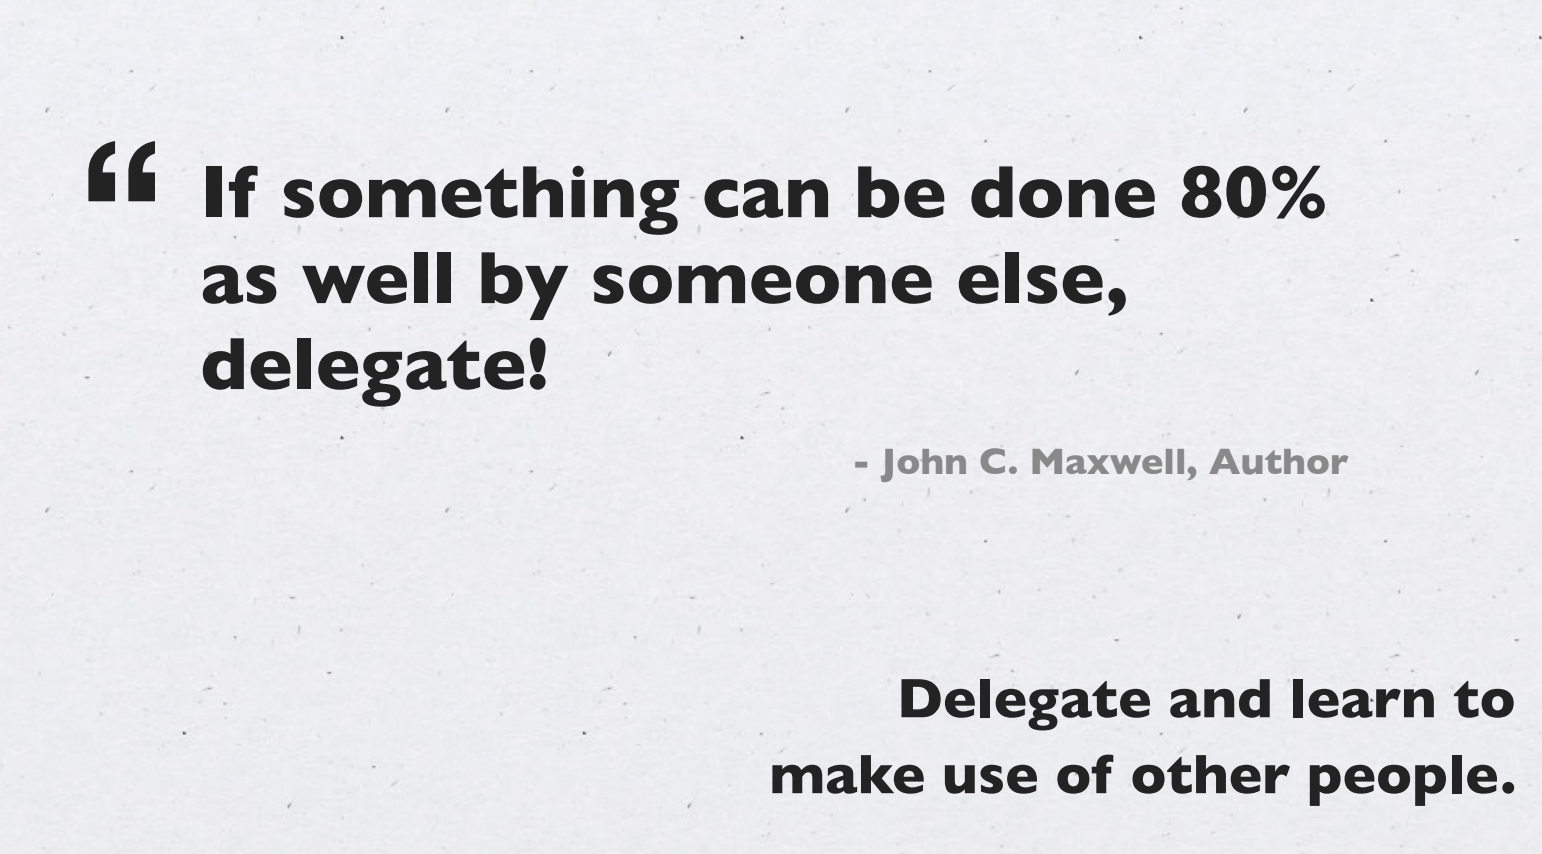 “ If something can be done 80%
as well by someone else,
delegate!
- John C. Maxwell, Author
Delegate and learn to
make use of other people.